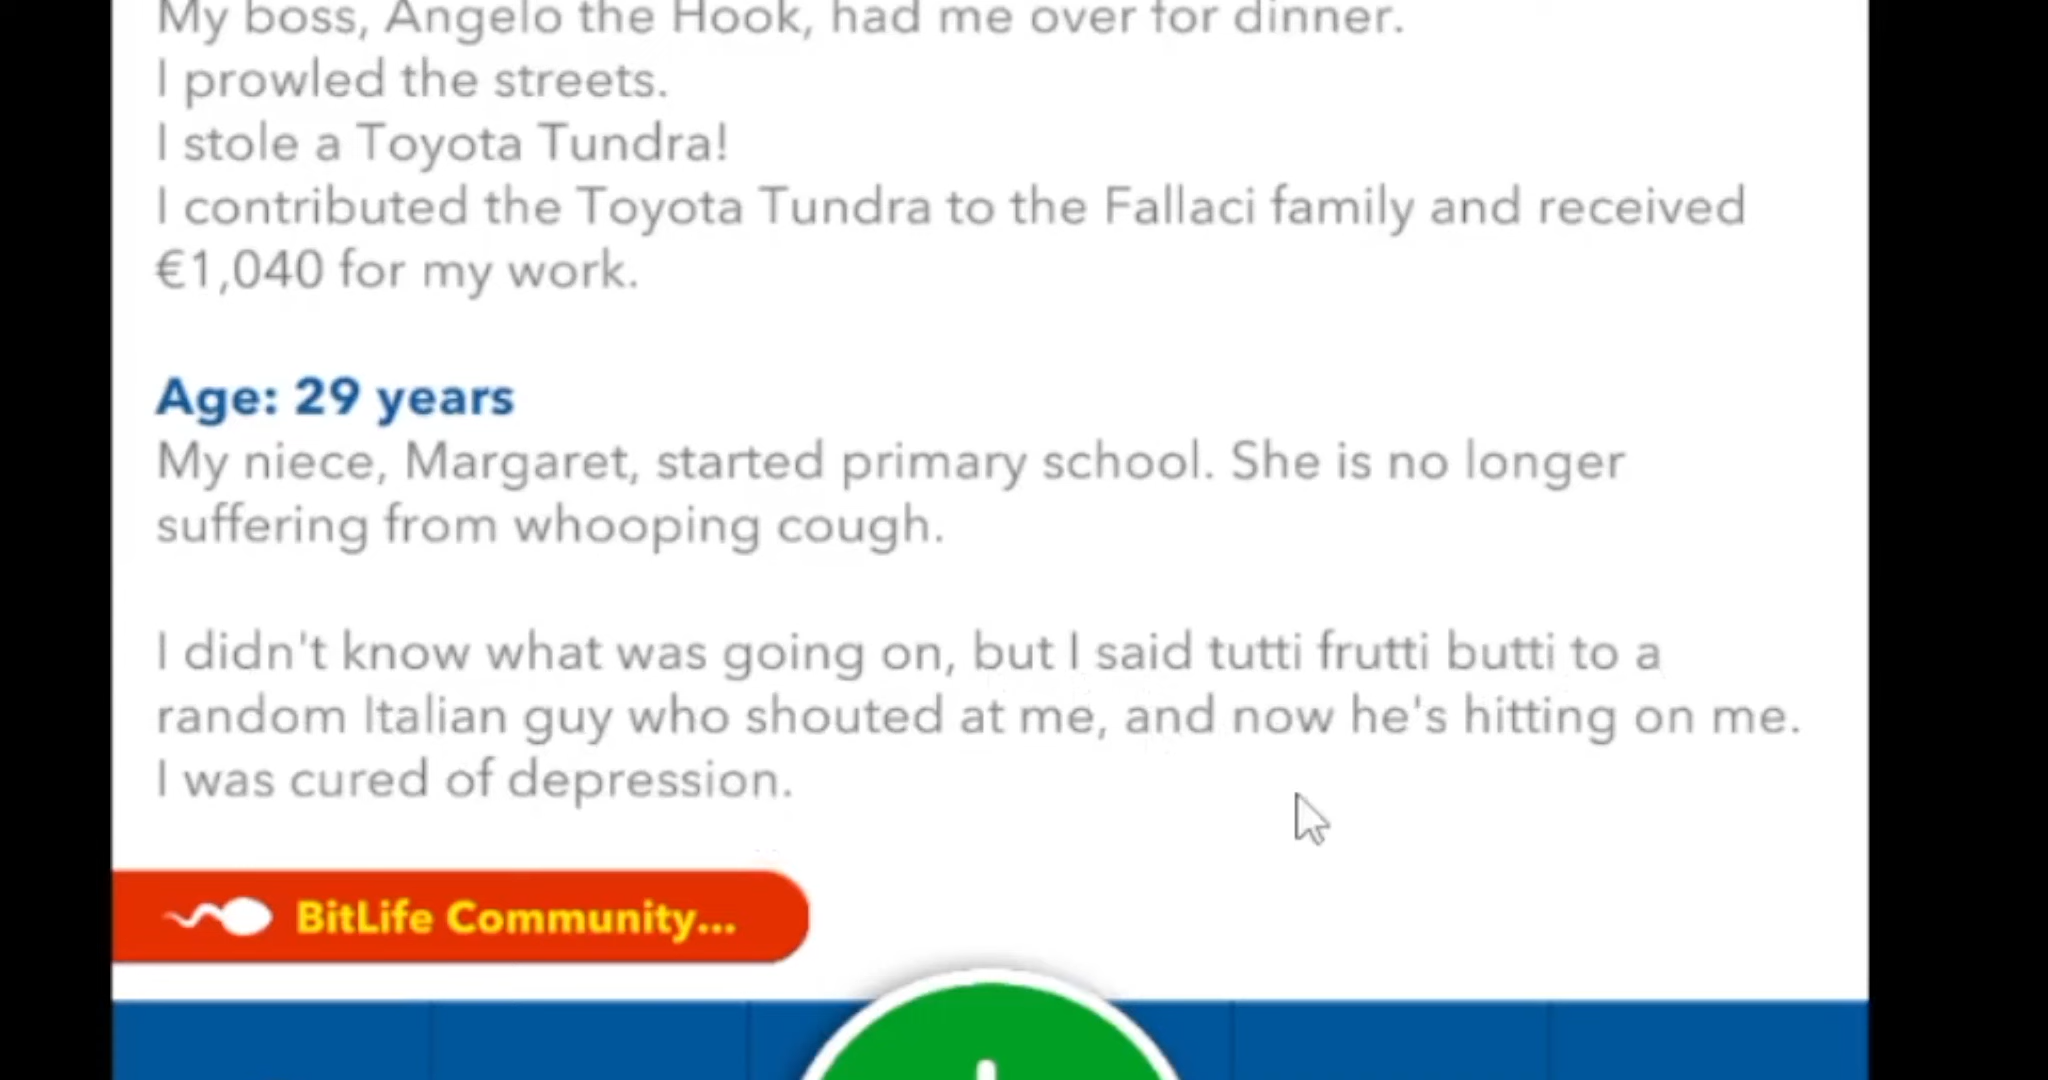 My boss, Angelo the Hook, had me over for dinner.
I prowled the streets.
I stole a Toyota Tundra!
I contributed the Toyota Tundra to the Fallaci family and received
€1,040 for my work.
Age: 29 years
My niece, Margaret, started primary school. She is no longer
suffering from whooping cough.
I didn't know what was going on, but I said tutti frutti butti to a
random Italian guy who shouted at me, and now he's hitting on me.
I was cured of depression.
BitLife Community...